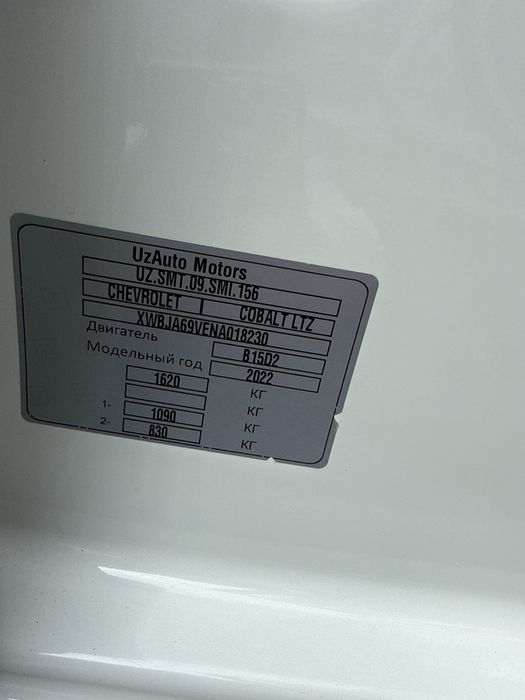 UzAuto Motors
UZ.SMT.09.SMI.156
CHEVROLET COBALT LTZ
XWBJA69VENA018230
Двигатель B15D2
Модельный год 2022
1620 КГ
КГ
1- 1090 КГ
2- 830 КГ